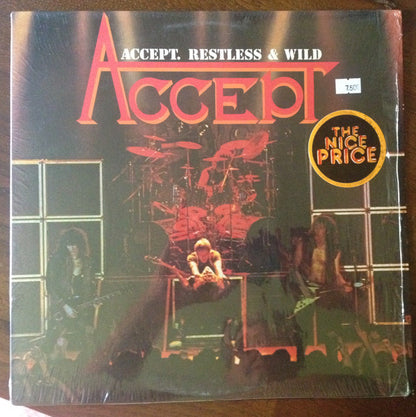 ACCEPT. RESTLESS & WILD
ACCEPT
THE
NICE
PRICE